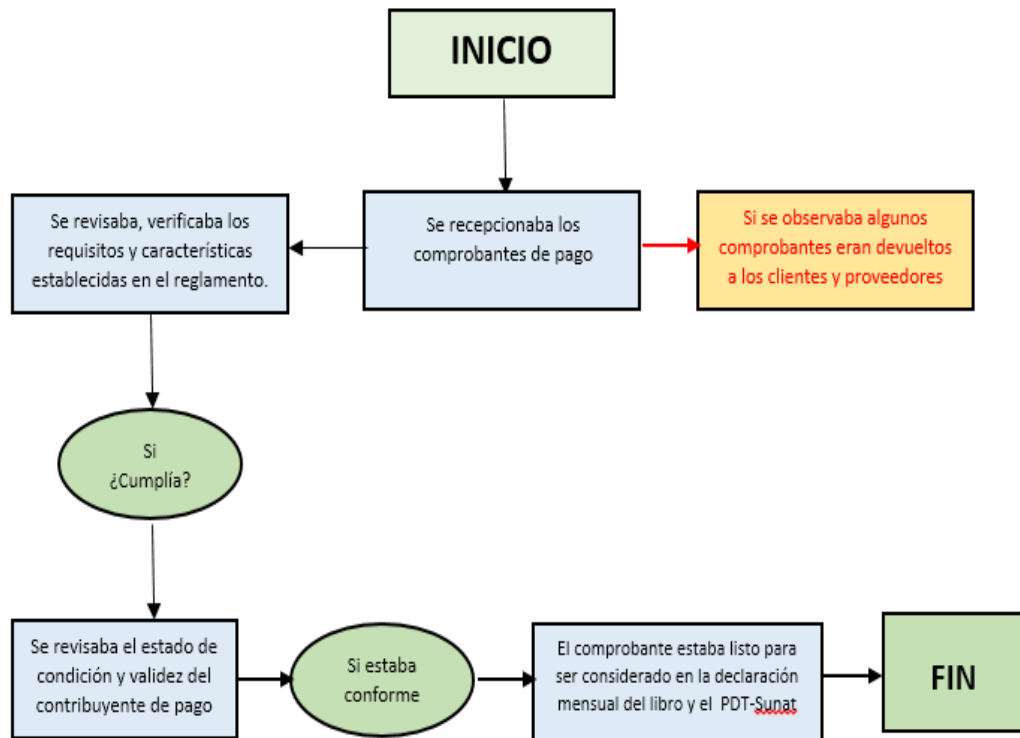 INICIO
Se revisaba, verificaba los
requisitos y características
establecidas en el reglamento.
Se recepcionaba los
comprobantes de pago
Si se observaba algunos
comprobantes eran devueltos
a los clientes y proveedores
Si
¿Cumplía?
Se revisaba el estado de
condición y validez del
contribuyente de pago
Si estaba
conforme
El comprobante estaba listo para
ser considerado en la declaración
mensual del libro y el PDT-Sunat
FIN